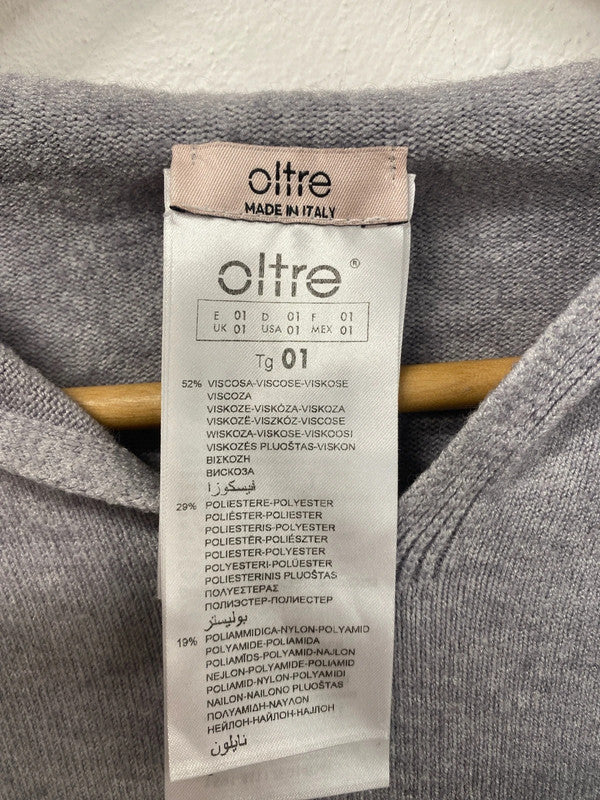 oltre
MADE IN ITALY
oltre®
E 01 D 01 F 01
UK 01 USA 01 MEX 01
Tg 01
52% VISCOSA-VISCOSE-VISKOSE
VISCOZA
VISKOZE-VISKÓZA-VISKOZA
VISKOZĖ-VISZKÓZ-VISCOSE
WISKOZA-VISKOSE-VISKOOSI
VISKOZĖS PLUOŠTAS-VISKON
ΒΙΣΚΟΖΗ
ВИСКОЗА
فيسكوزا
29% POLIESTERE-POLYESTER
POLIÉSTER-POLIESTER
POLIESTERIS-POLYESTER
POLIESTĒR-POLIÉSZTER
POLYESTER-POLIESTER
POLYESTERI-POLÜESTER
POLIESTERINIS PLUOŠTAS
ΠΟΛΥΕΣΤΕΡΑΣ
ПОЛИЭСТЕР-ПОЛИЕСТЕР
بوليستر
19% POLIAMMIDICA-NYLON-POLYAMID
POLYAMIDE-POLIAMIDA
POLIAMĪDS-POLYAMID-NAJLON
NEJLON-POLYAMIDE-POLIAMID
POLIAMID-NYLON-POLYAMIDI
NAILON-NAILONO PLUOŠTAS
ΠΟΛΥΑΜΙΔΗ-ΝΑΥΛΟΝ
НЕЙЛОН-НАЙЛОН-НАЈЛОН
نايلون